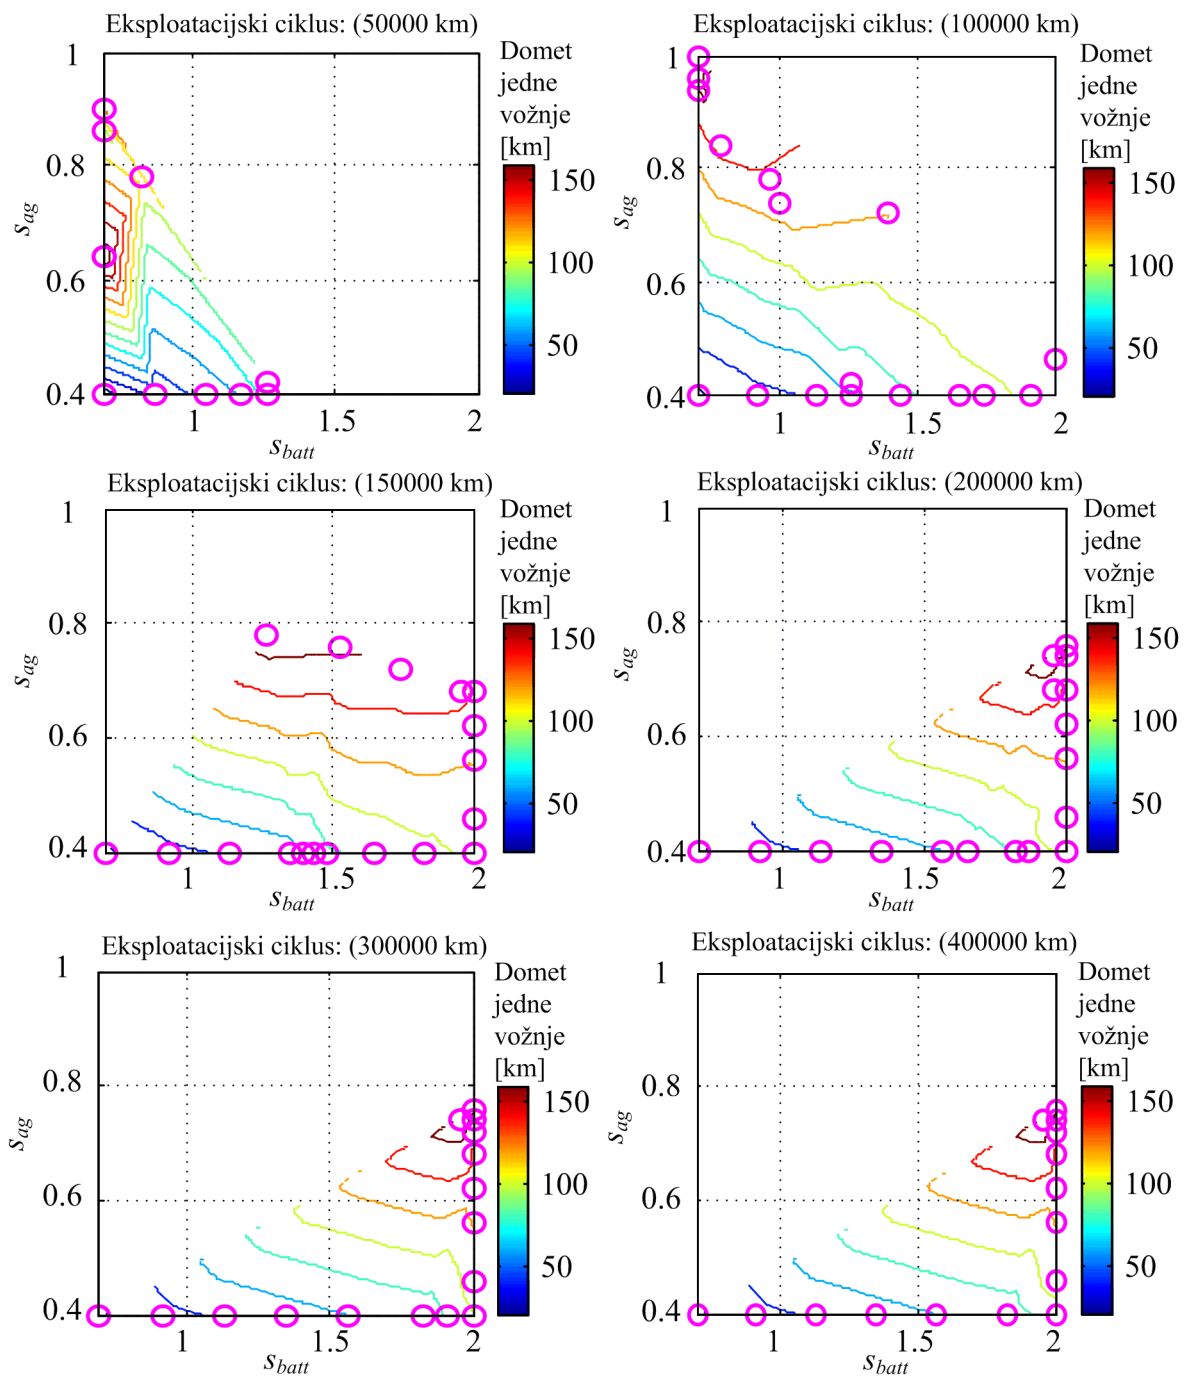 Eksploatacijski ciklus: (50000 km)
1
0.8
0.6
0.4
s_ag
1
1.5
2
s_batt
Domet
jedne
vožnje
[km]
150
100
50
Eksploatacijski ciklus: (100000 km)
1
0.8
0.6
0.4
s_ag
1
1.5
2
s_batt
Domet
jedne
vožnje
[km]
150
100
50
Eksploatacijski ciklus: (150000 km)
1
0.8
0.6
0.4
s_ag
1
1.5
2
s_batt
Domet
jedne
vožnje
[km]
150
100
50
Eksploatacijski ciklus: (200000 km)
1
0.8
0.6
0.4
s_ag
1
1.5
2
s_batt
Domet
jedne
vožnje
[km]
150
100
50
Eksploatacijski ciklus: (300000 km)
1
0.8
0.6
0.4
s_ag
1
1.5
2
s_batt
Domet
jedne
vožnje
[km]
150
100
50
Eksploatacijski ciklus: (400000 km)
1
0.8
0.6
0.4
s_ag
1
1.5
2
s_batt
Domet
jedne
vožnje
[km]
150
100
50